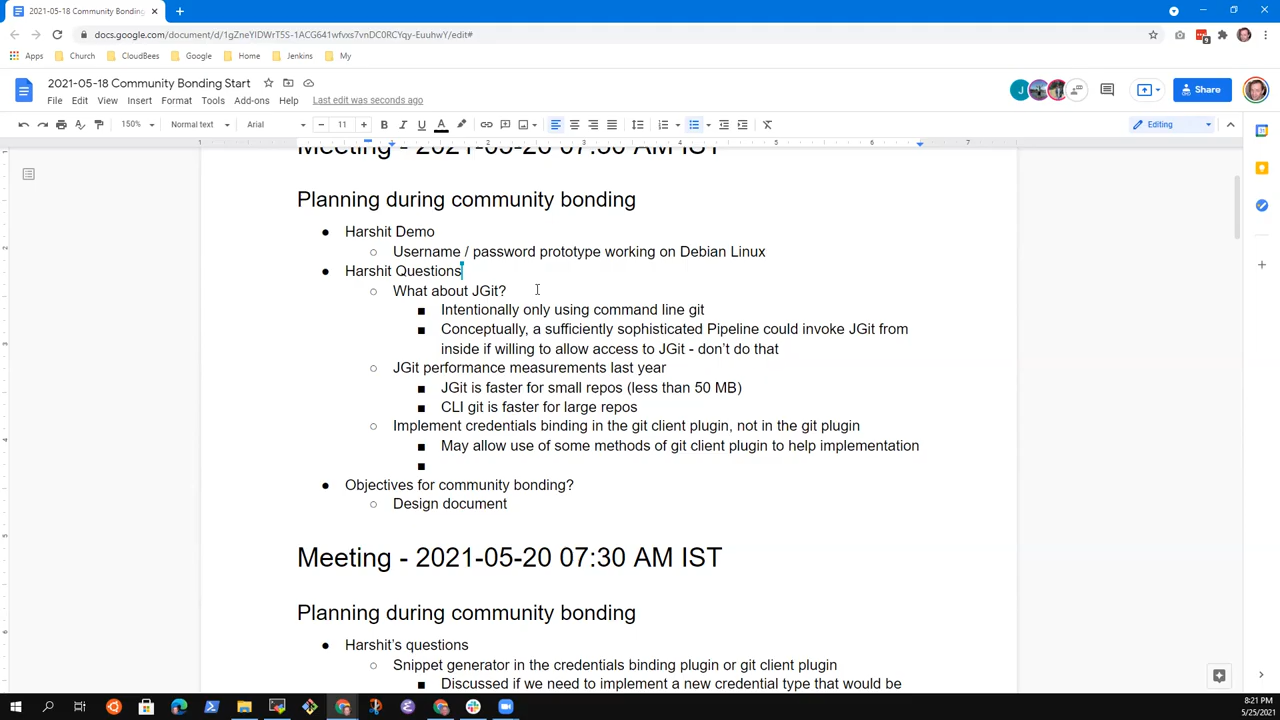 2021-05-18 Community Bonding
docs.google.com/document/d/1gZneYIDWrT5S-1ACG641wfvxs7vnDC0RCYqy-EuuhwY/edit#
Apps Church CloudBees Google Home Jenkins My
2021-05-18 Community Bonding Start
File Edit View Insert Format Tools Add-ons Help Last edit was seconds ago
Share
150% Normal text Arial 11 Editing
Meeting - 2021-05-20 07:30 AM IST
Planning during community bonding
● Harshit Demo
○ Username / password prototype working on Debian Linux
● Harshit Questions
○ What about JGit?
■ Intentionally only using command line git
■ Conceptually, a sufficiently sophisticated Pipeline could invoke JGit from
inside if willing to allow access to JGit - don't do that
○ JGit performance measurements last year
■ JGit is faster for small repos (less than 50 MB)
■ CLI git is faster for large repos
○ Implement credentials binding in the git client plugin, not in the git plugin
■ May allow use of some methods of git client plugin to help implementation
■
● Objectives for community bonding?
○ Design document
Meeting - 2021-05-20 07:30 AM IST
Planning during community bonding
● Harshit's questions
○ Snippet generator in the credentials binding plugin or git client plugin
■ Discussed if we need to implement a new credential type that would be
8:21 PM
5/25/2021